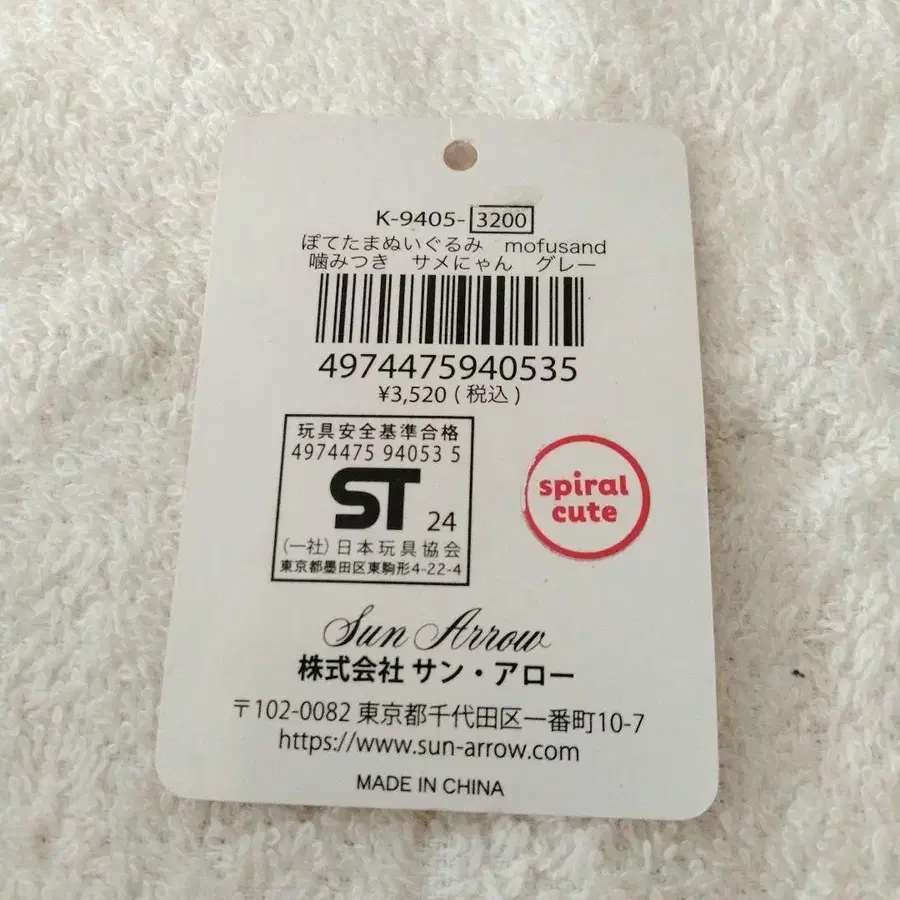 K-9405-3200
ぽてたまぬいぐるみ　mofusand
噛みつき　サメにゃん　グレー
4974475940535
¥3,520 ( 税込 )
玩具安全基準合格
4974475 94053 5
ST 24
(一社) 日本玩具協会
東京都墨田区東駒形4-22-4
spiral
cute
Sun Arrow
株式会社 サン・アロー
〒102-0082 東京都千代田区一番町10-7
https://www.sun-arrow.com
MADE IN CHINA